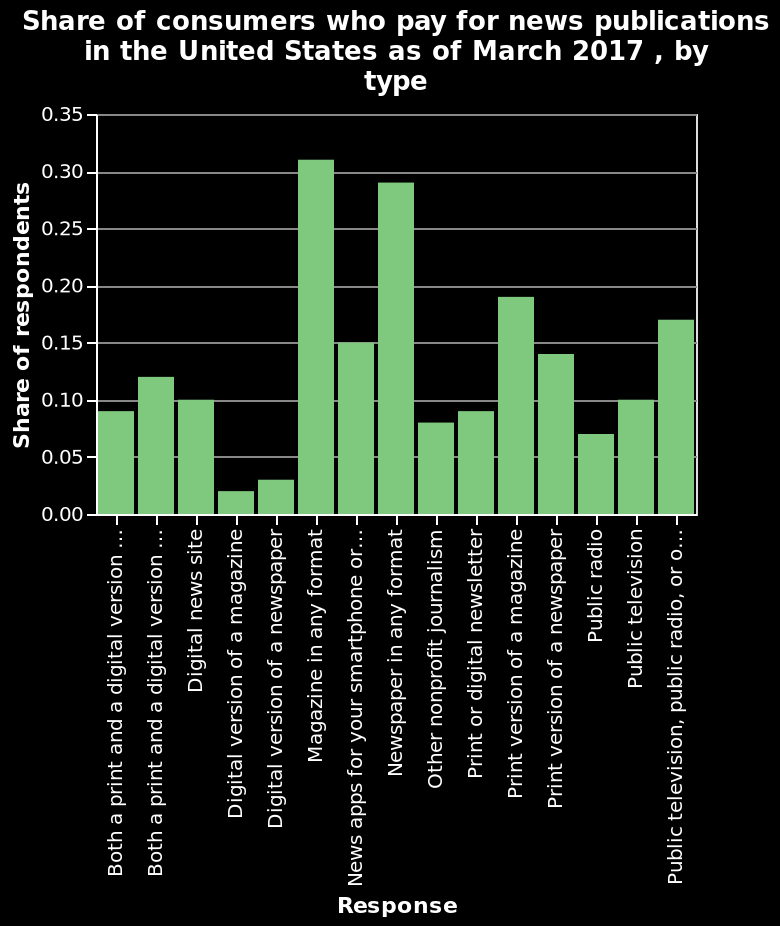 Share of consumers who pay for news publications
in the United States as of March 2017 , by
type
0.35
0.30
0.25
0.20
0.15
0.10
0.05
0.00
Share of respondents
Both a print and a digital version ...
Both a print and a digital version ...
Digital news site
Digital version of a magazine
Digital version of a newspaper
Magazine in any format
News apps for your smartphone or...
Newspaper in any format
Other nonprofit journalism
Print or digital newsletter
Print version of a magazine
Print version of a newspaper
Public radio
Public television
Public television, public radio, or o...
Response